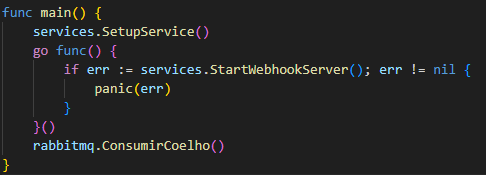 func main() {
    services.SetupService()
    go func() {
        if err := services.StartWebhookServer(); err != nil {
            panic(err)
        }
    }()
    rabbitmq.ConsumirCoelho()
}